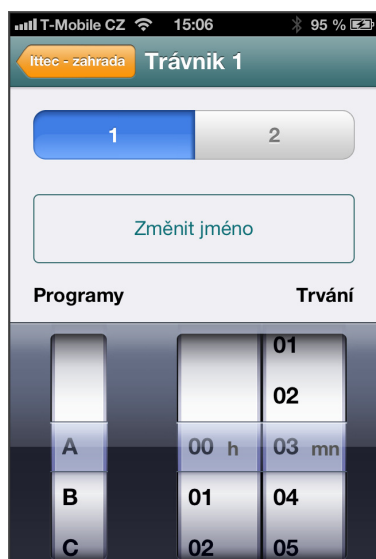 T-Mobile CZ 15:06 95 %
Ittec - zahrada Trávnik 1
1 2
Změnit jméno
Programy Trvání
01
02
A 00 h 03 mn
B 01 04
C 02 05